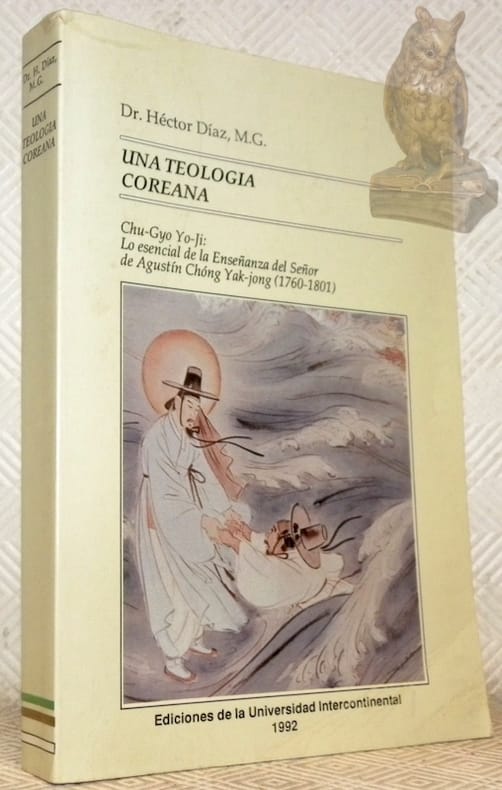 Dr. H. Díaz,
M.G.
UNA
TEOLOGIA
COREANA
Dr. Héctor Díaz, M.G.
UNA TEOLOGIA
COREANA
Chu-Gyo Yo-Ji:
Lo esencial de la Enseñanza del Señor
de Agustín Chóng Yak-jong (1760-1801)
Ediciones de la Universidad Intercontinental
1992